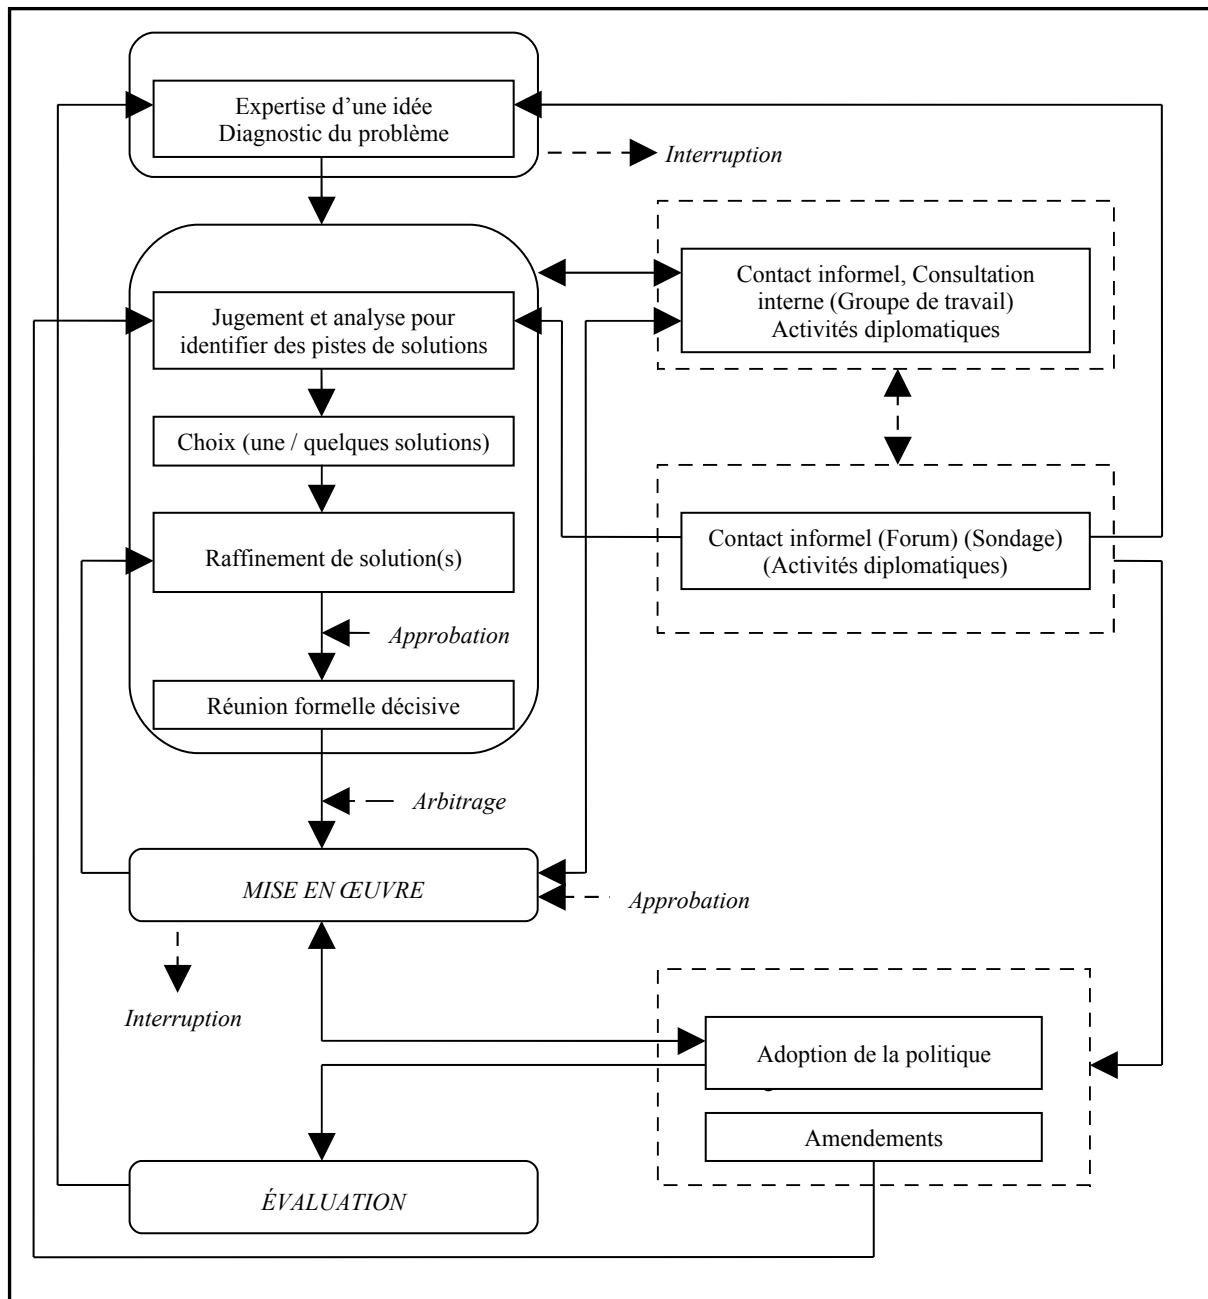 Expertise d’une idée
Diagnostic du problème
Interruption
Contact informel, Consultation
interne (Groupe de travail)
Activités diplomatiques
Jugement et analyse pour
identifier des pistes de solutions
Choix (une / quelques solutions)
Contact informel (Forum) (Sondage)
(Activités diplomatiques)
Raffinement de solution(s)
Approbation
Réunion formelle décisive
Arbitrage
MISE EN ŒUVRE
Approbation
Interruption
Adoption de la politique
Amendements
ÉVALUATION